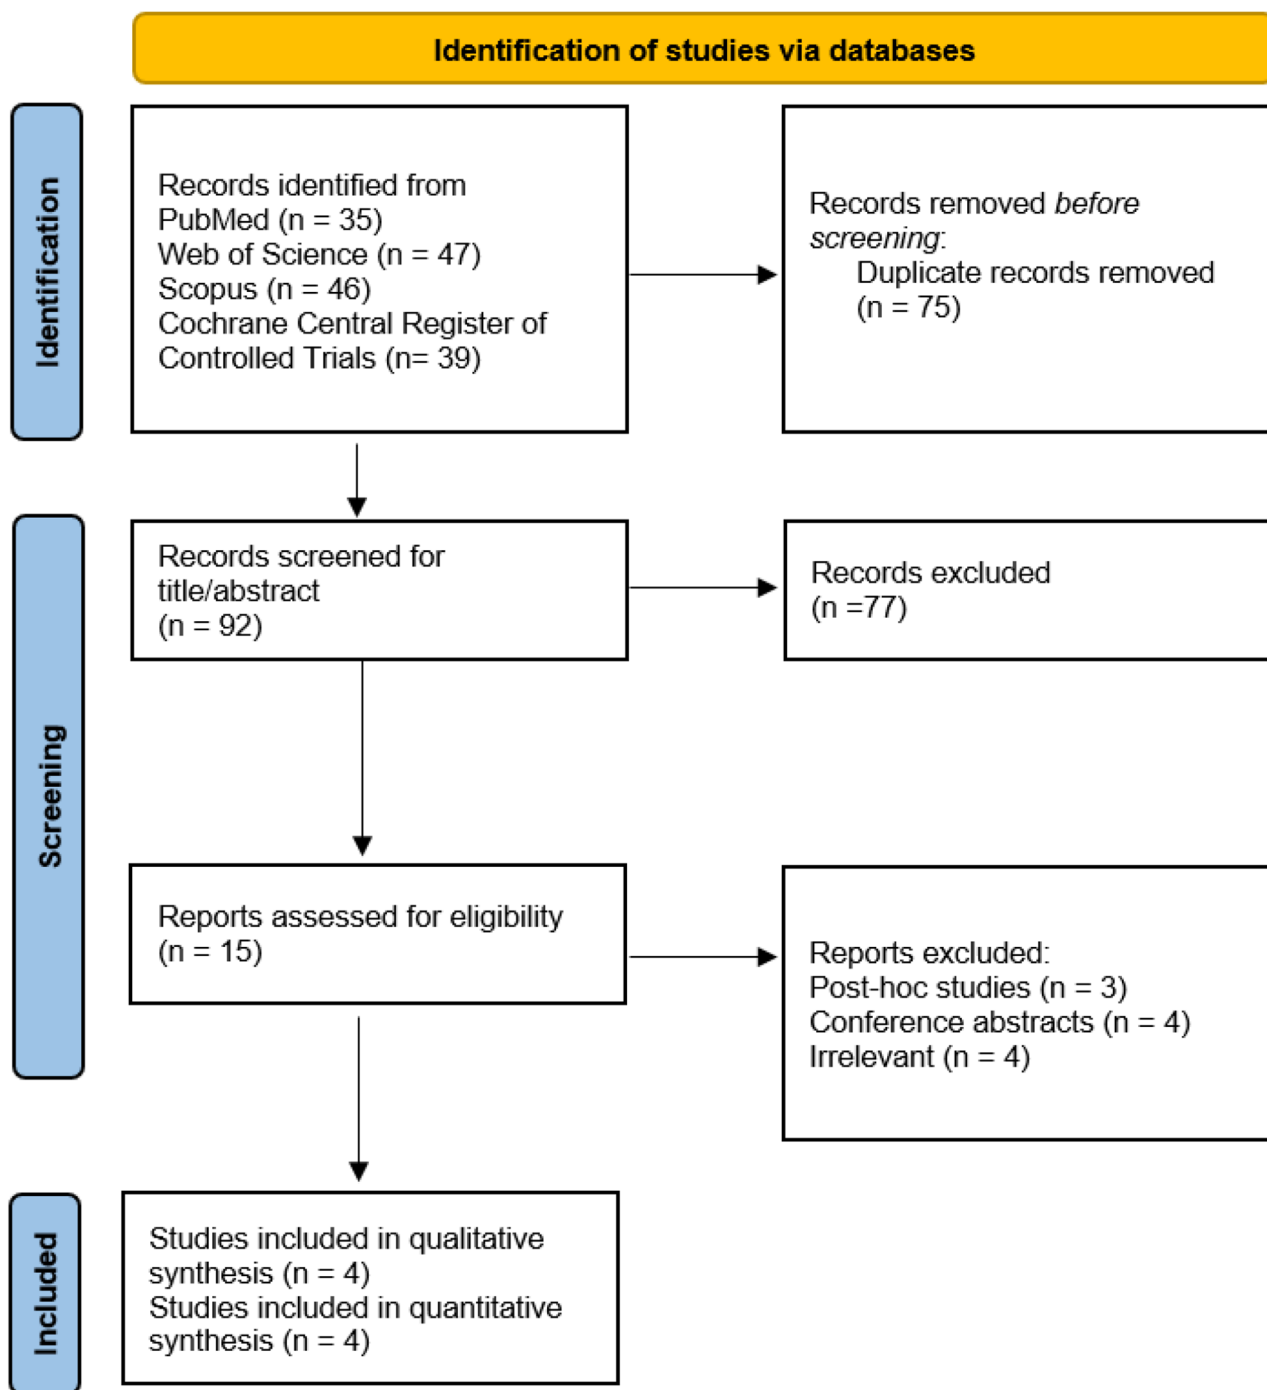 Identification of studies via databases
Identification
Records identified from
PubMed (n = 35)
Web of Science (n = 47)
Scopus (n = 46)
Cochrane Central Register of
Controlled Trials (n= 39)
Records removed before
screening:
Duplicate records removed
(n = 75)
Screening
Records screened for
title/abstract
(n = 92)
Records excluded
(n =77)
Reports assessed for eligibility
(n = 15)
Reports excluded:
Post-hoc studies (n = 3)
Conference abstracts (n = 4)
Irrelevant (n = 4)
Included
Studies included in qualitative
synthesis (n = 4)
Studies included in quantitative
synthesis (n = 4)